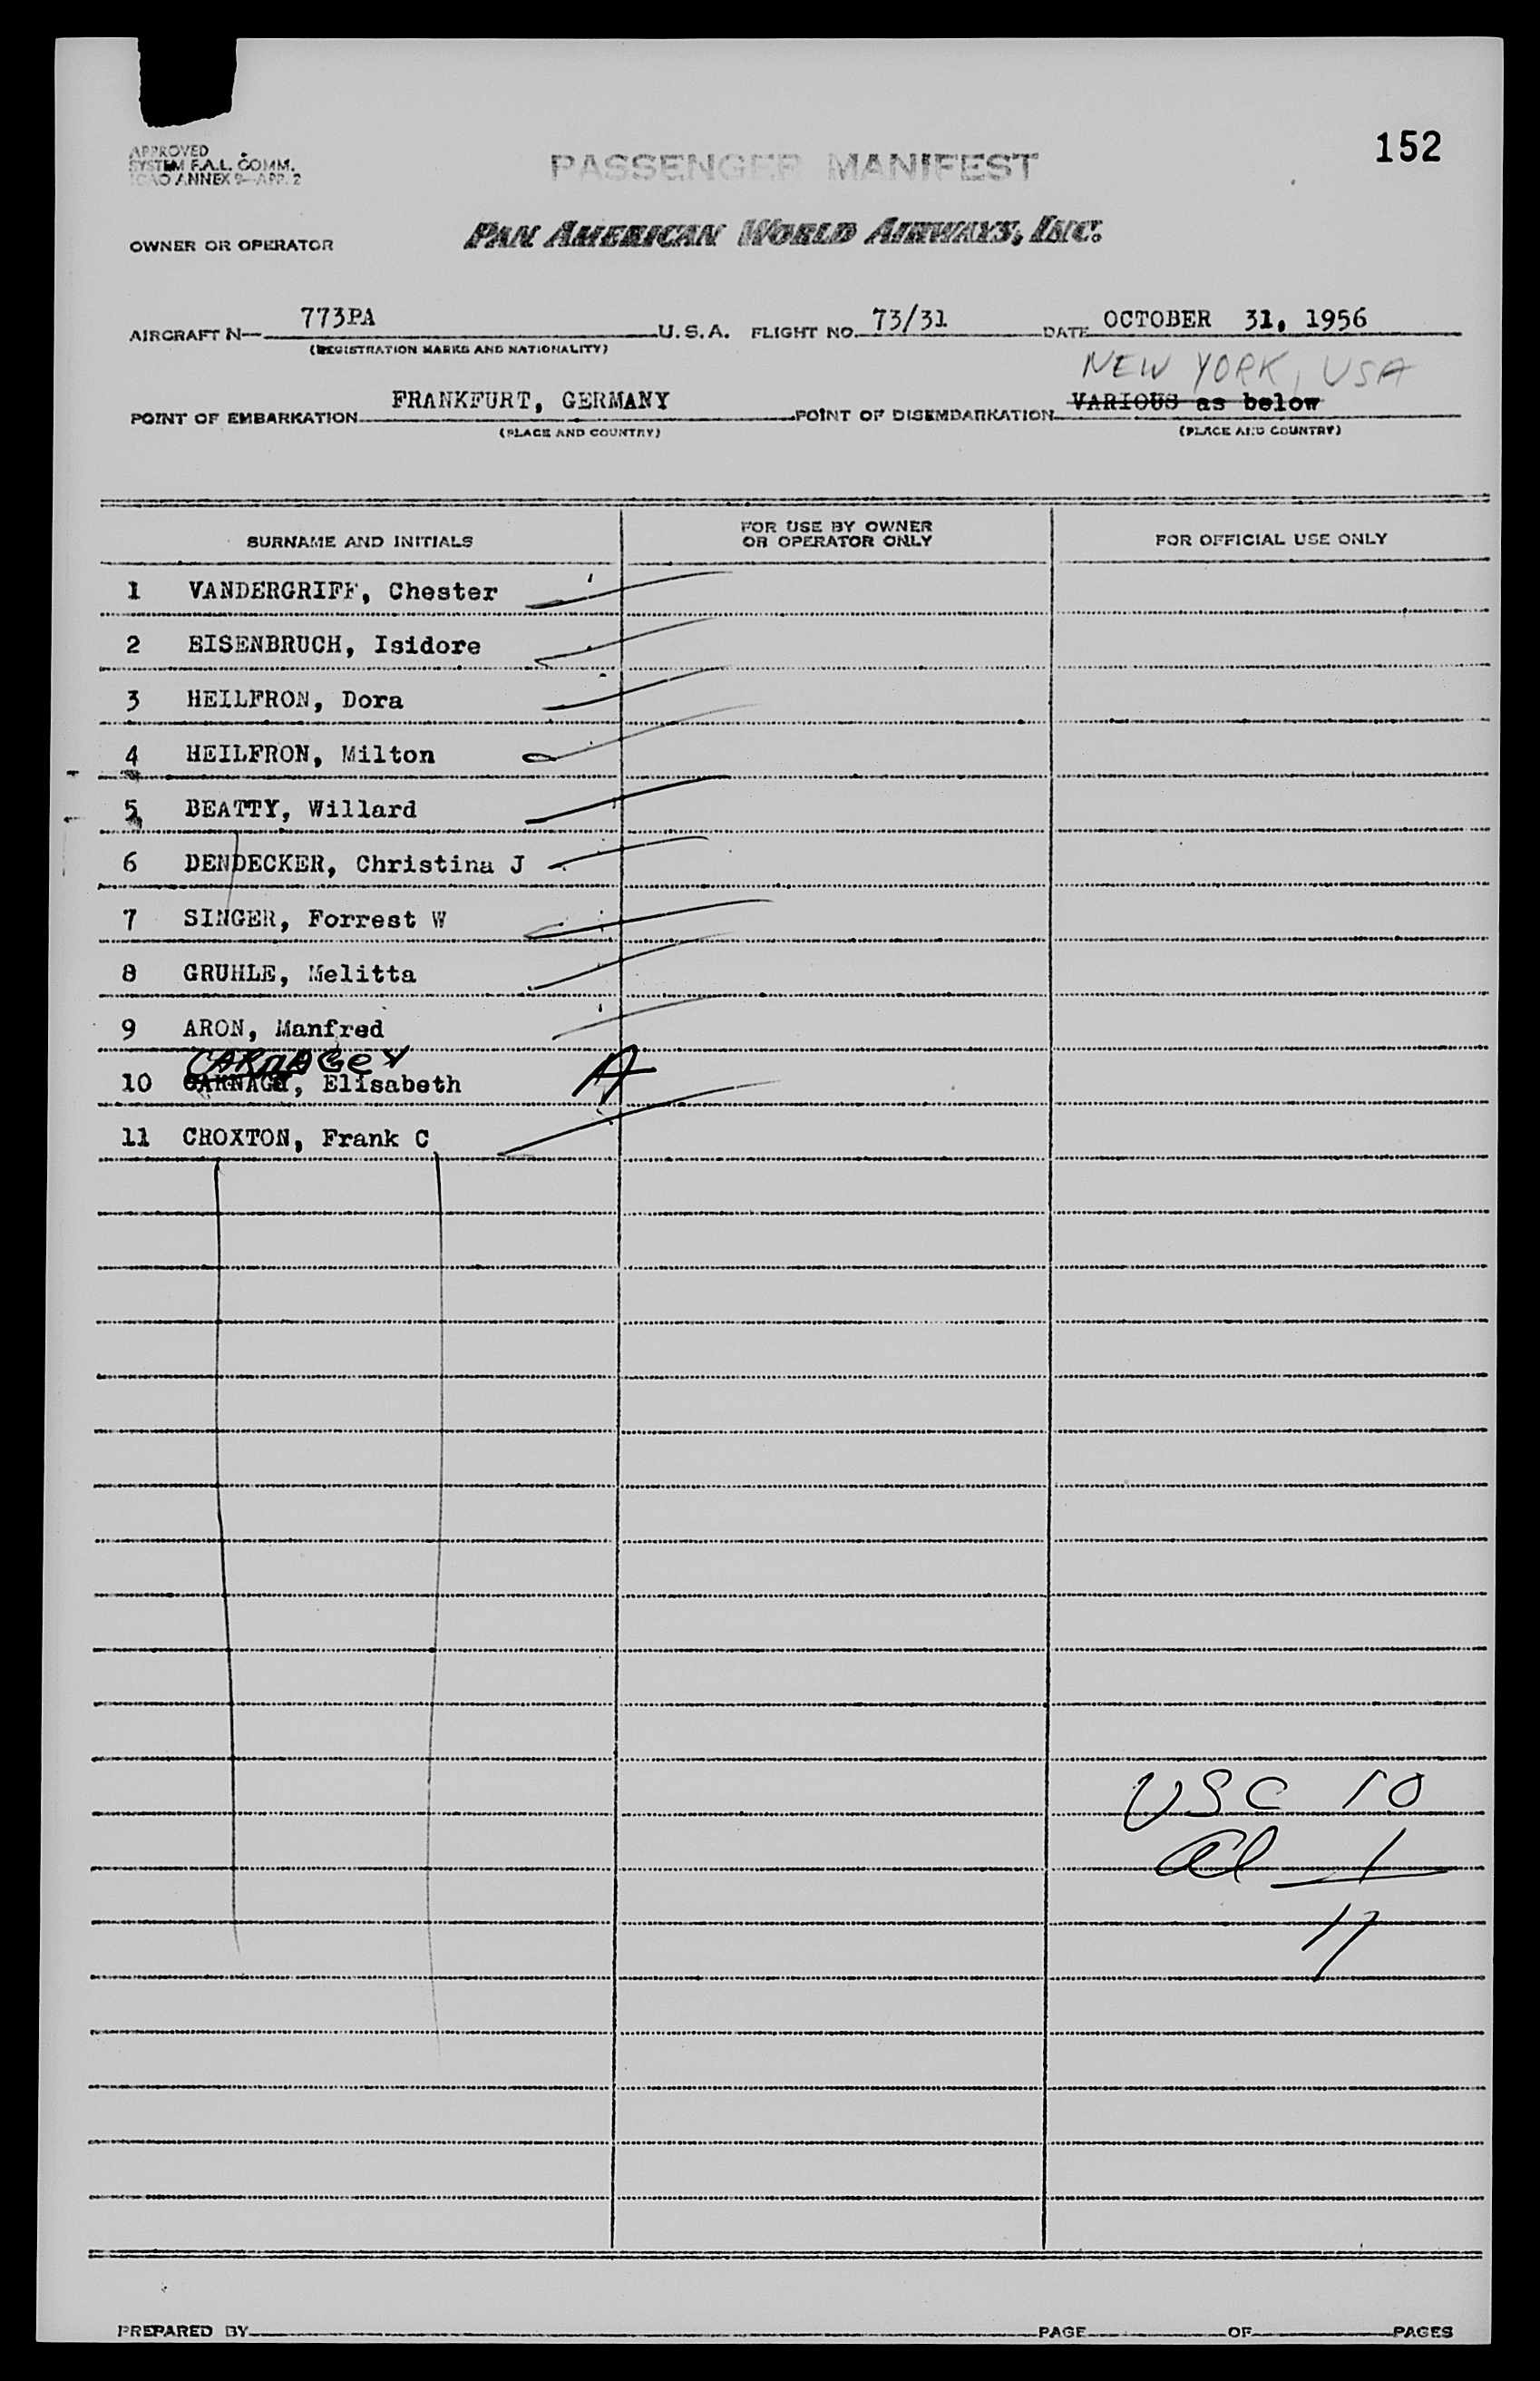 152
APPROVED
SYSTEM F.A.L. COMM.
ICAO ANNEX 9—APP. 2
PASSENGER MANIFEST
OWNER OR OPERATOR PAN AMERICAN WORLD AIRWAYS, INC.
AIRCRAFT N— 773PA U.S.A. FLIGHT NO. 73/31 DATE OCTOBER 31, 1956
(REGISTRATION MARKS AND NATIONALITY)
NEW YORK, USA
POINT OF EMBARKATION FRANKFURT, GERMANY POINT OF DISEMBARKATION VARIOUS as below
(PLACE AND COUNTRY) (PLACE AND COUNTRY)
SURNAME AND INITIALS FOR USE BY OWNER OR OPERATOR ONLY FOR OFFICIAL USE ONLY
1 VANDERGRIFF, Chester
2 EISENBRUCH, Isidore
3 HEILFRON, Dora
4 HEILFRON, Milton
5 BEATTY, Willard
6 DENDECKER, Christina J
7 SINGER, Forrest W
8 GRUHLE, Melitta
9 ARON, Manfred
CARNAGEY
10 Elisabeth A
11 CROXTON, Frank C
USC 10
al 1
11
PREPARED BY PAGE OF PAGES